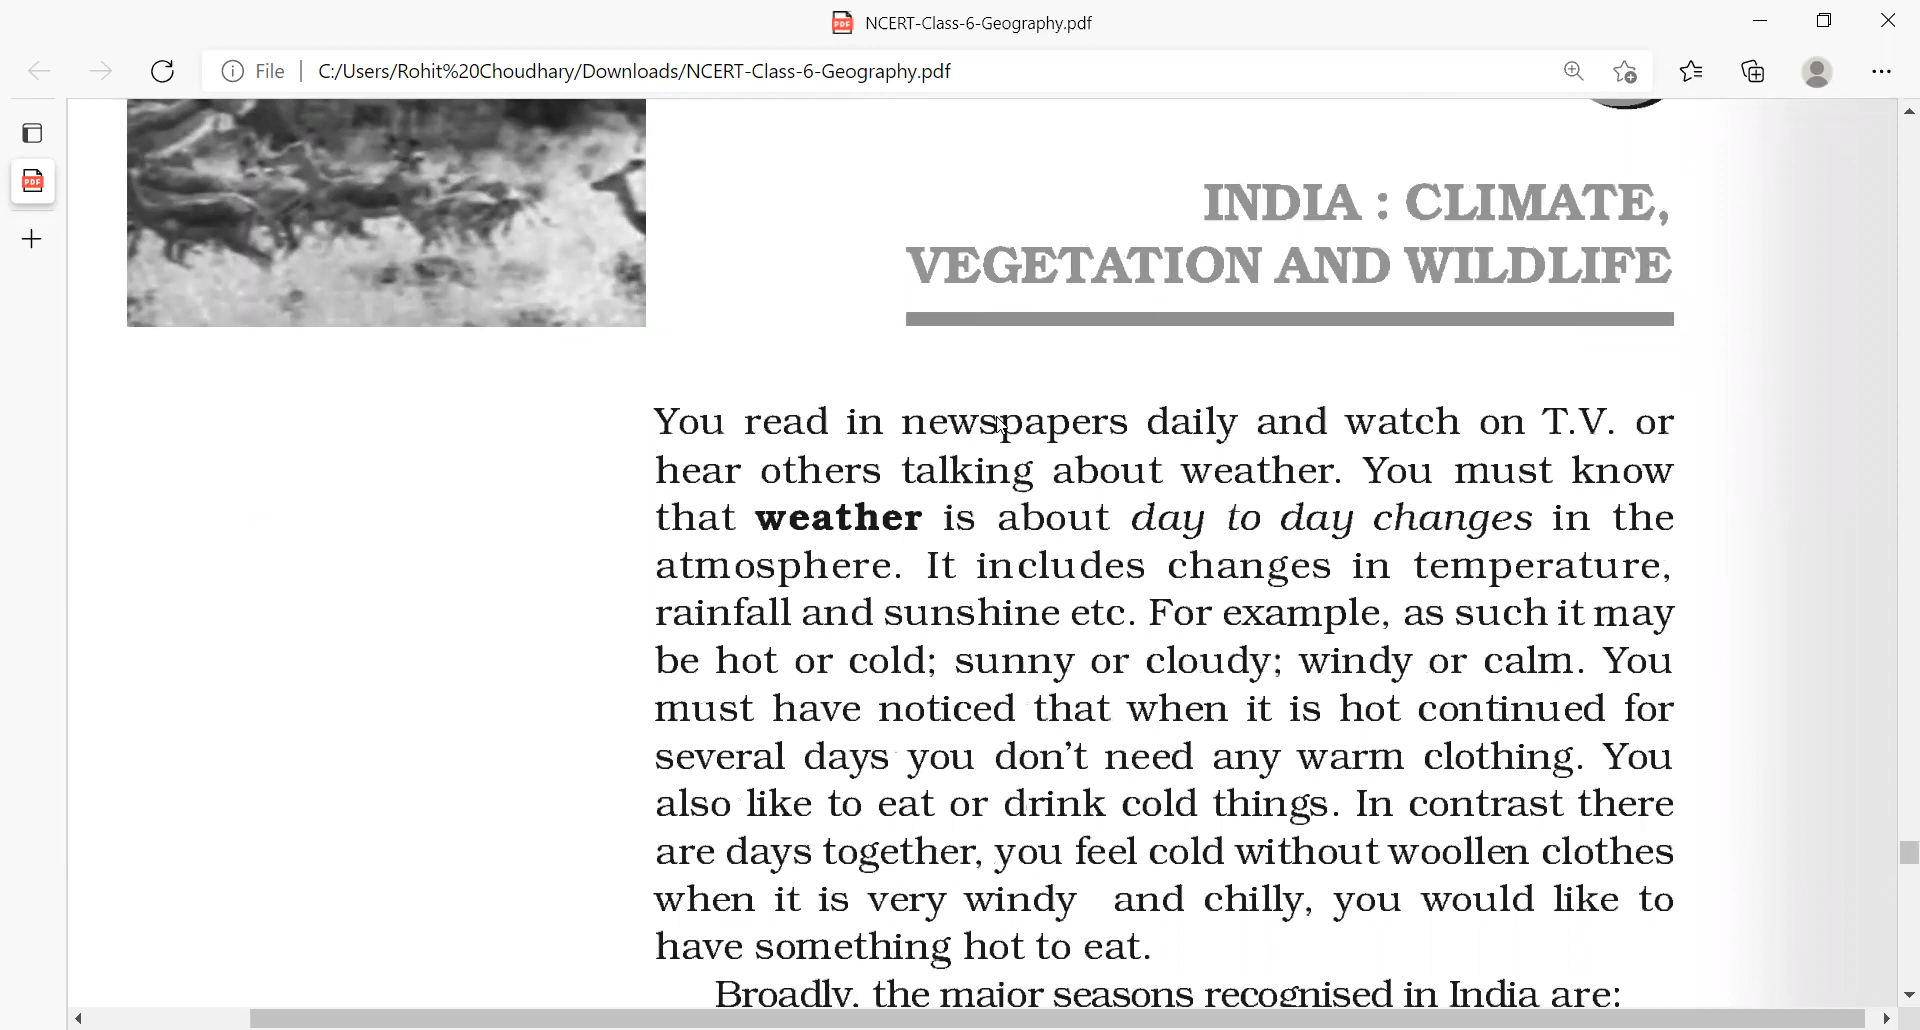 NCERT-Class-6-Geography.pdf
File | C:/Users/Rohit%20Choudhary/Downloads/NCERT-Class-6-Geography.pdf
PDF
INDIA : CLIMATE,
VEGETATION AND WILDLIFE
You read in newspapers daily and watch on T.V. or
hear others talking about weather. You must know
that weather is about day to day changes in the
atmosphere. It includes changes in temperature,
rainfall and sunshine etc. For example, as such it may
be hot or cold; sunny or cloudy; windy or calm. You
must have noticed that when it is hot continued for
several days you don't need any warm clothing. You
also like to eat or drink cold things. In contrast there
are days together, you feel cold without woollen clothes
when it is very windy and chilly, you would like to
have something hot to eat.
Broadly, the major seasons recognised in India are: